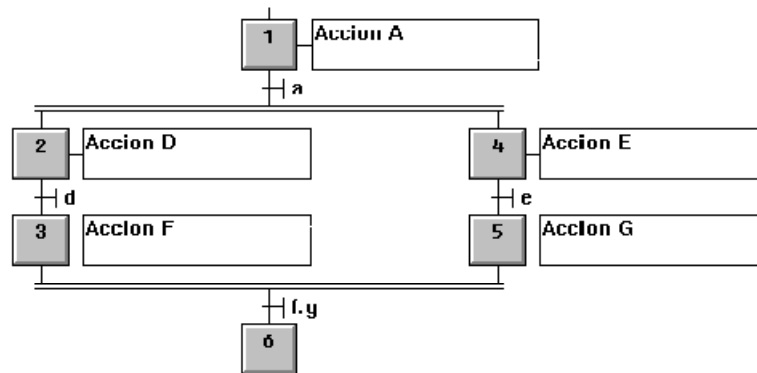 1 Accion A
a
2 Accion D
4 Accion E
d
e
3 Accion F
5 Accion G
f.y
6